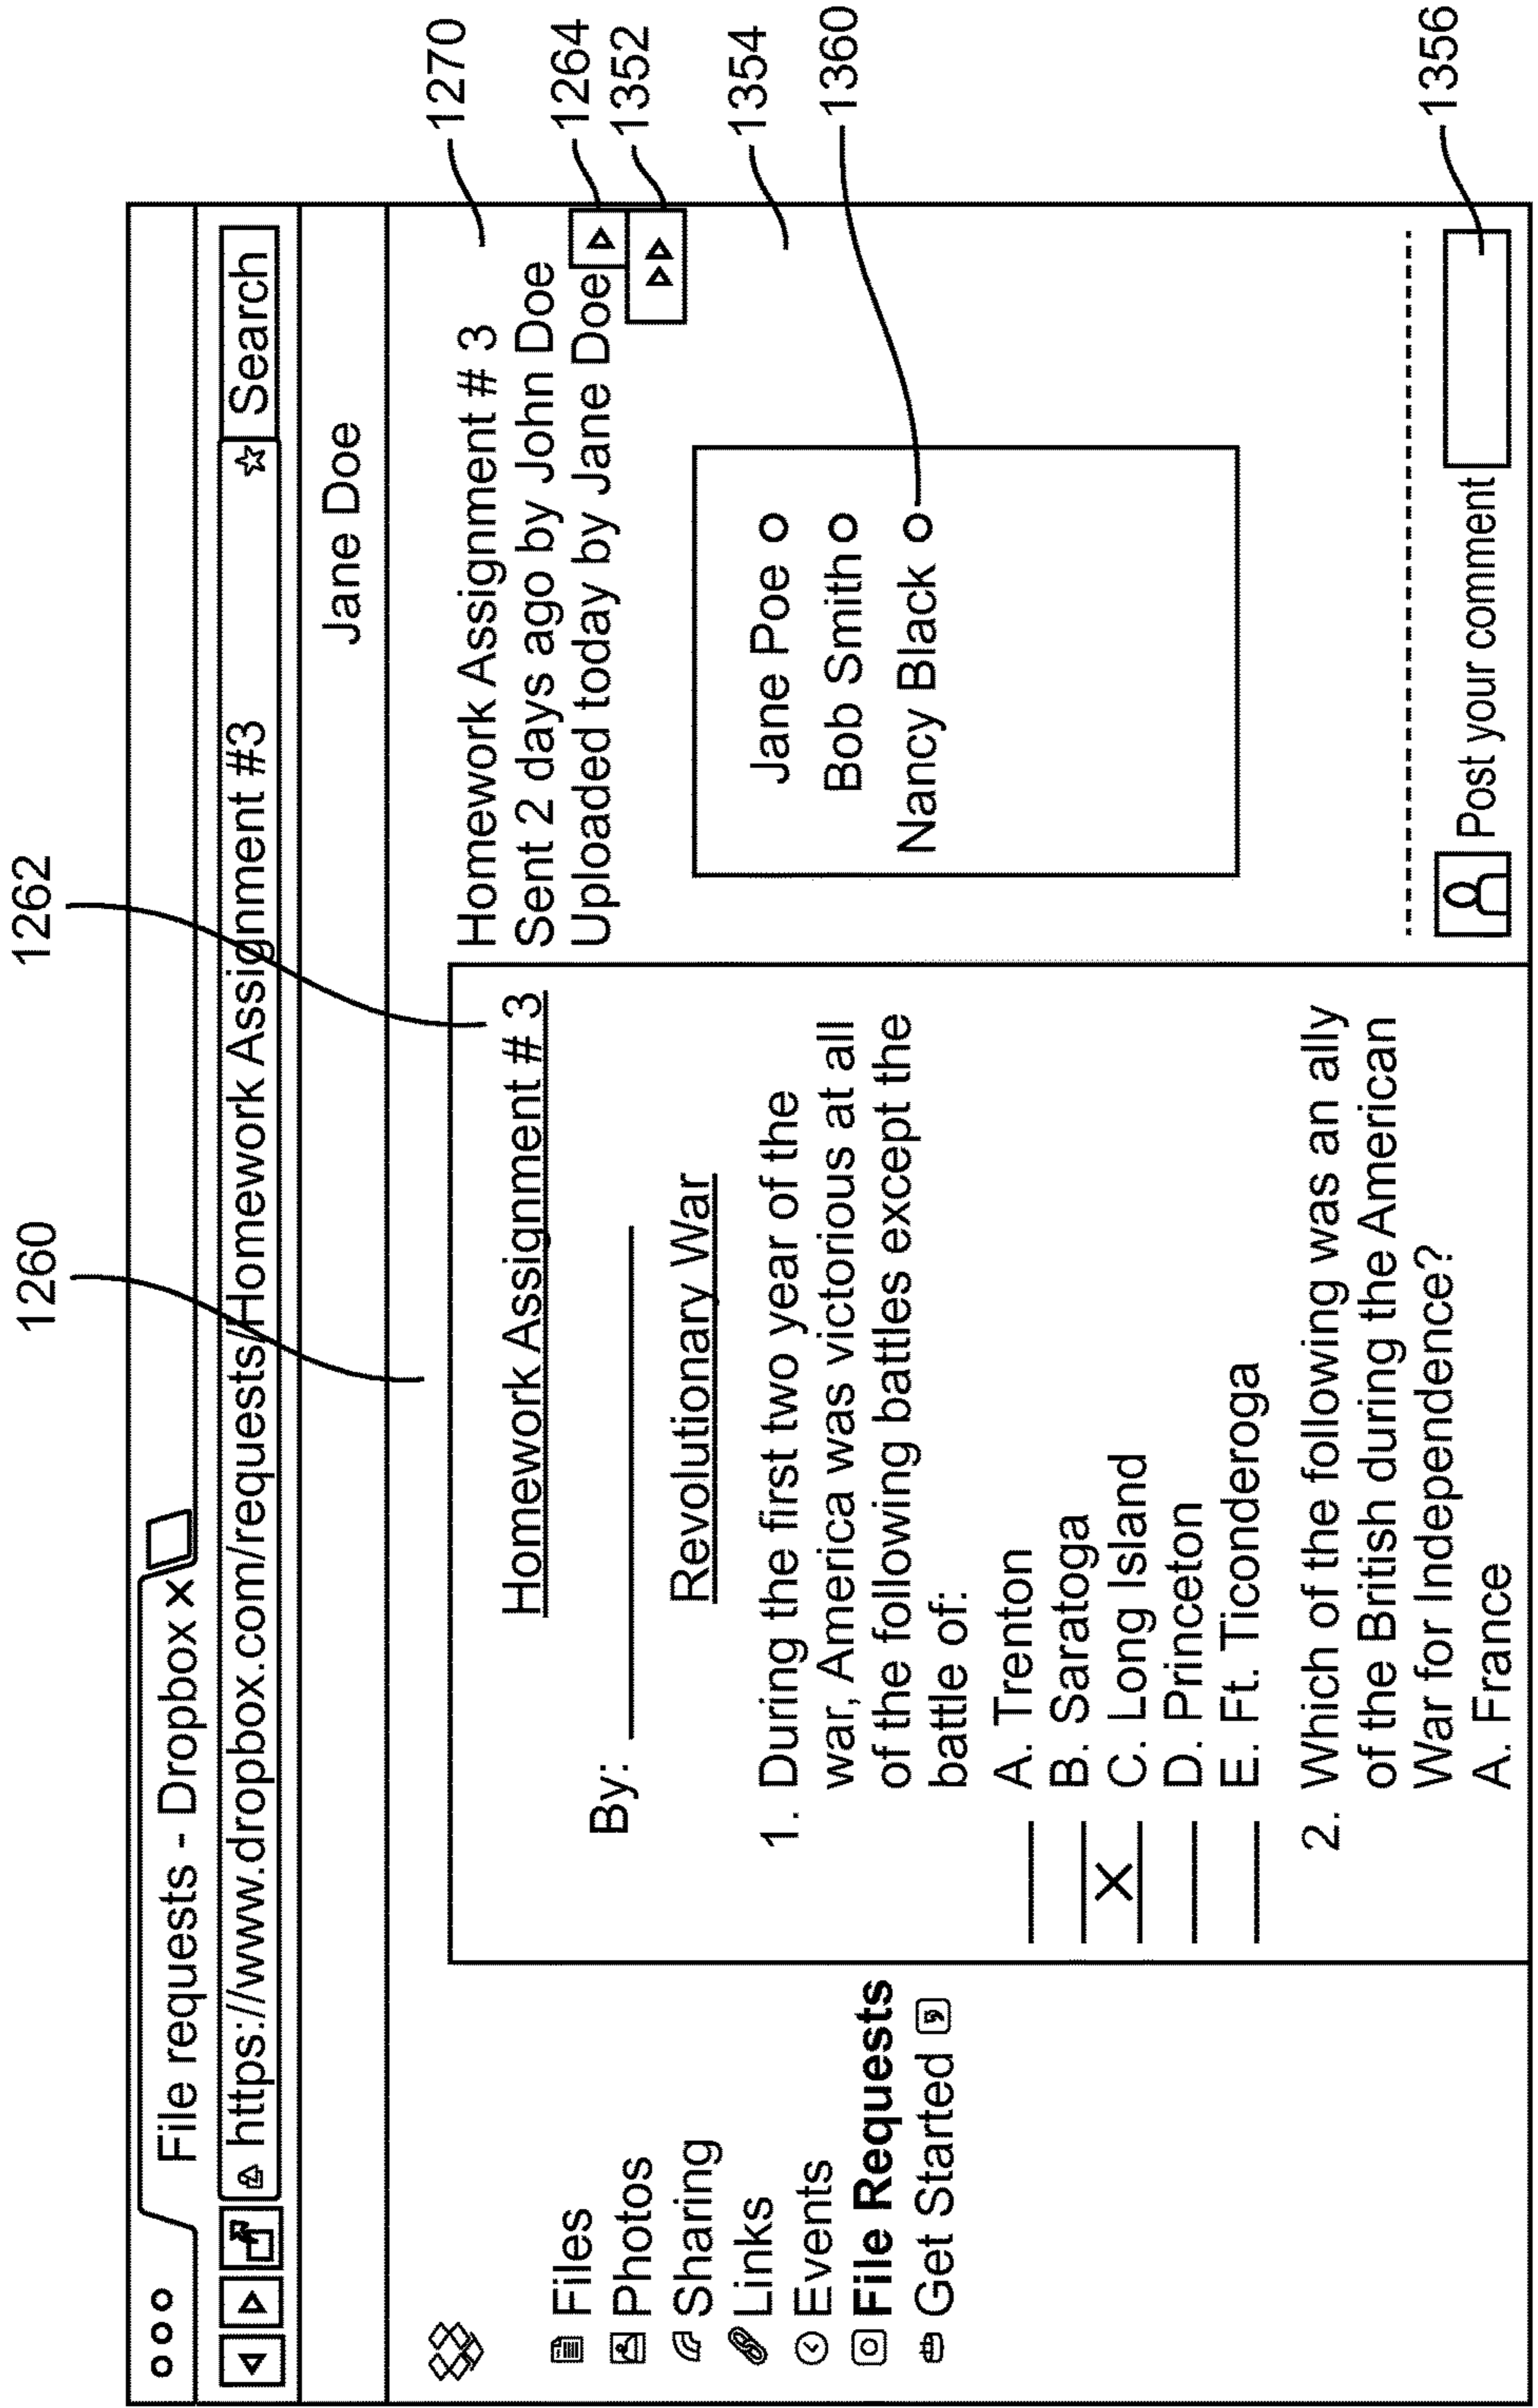 1260
1262
File requests - Dropbox X
https://www.dropbox.com/requests/Homework Assignment #3
Search
Jane Doe
Files
Photos
Sharing
Links
Events
File Requests
Get Started
Homework Assignment # 3
By:
Revolutionary War
1. During the first two year of the
war, America was victorious at all
of the following battles except the
battle of:
A. Trenton
B. Saratoga
X C. Long Island
D. Princeton
E. Ft. Ticonderoga
2. Which of the following was an ally
of the British during the American
War for Independence?
A. France
Homework Assignment # 3
Sent 2 days ago by John Doe
Uploaded today by Jane Doe
Jane Poe
Bob Smith
Nancy Black
Post your comment
1270
1264
1352
1354
1360
1356